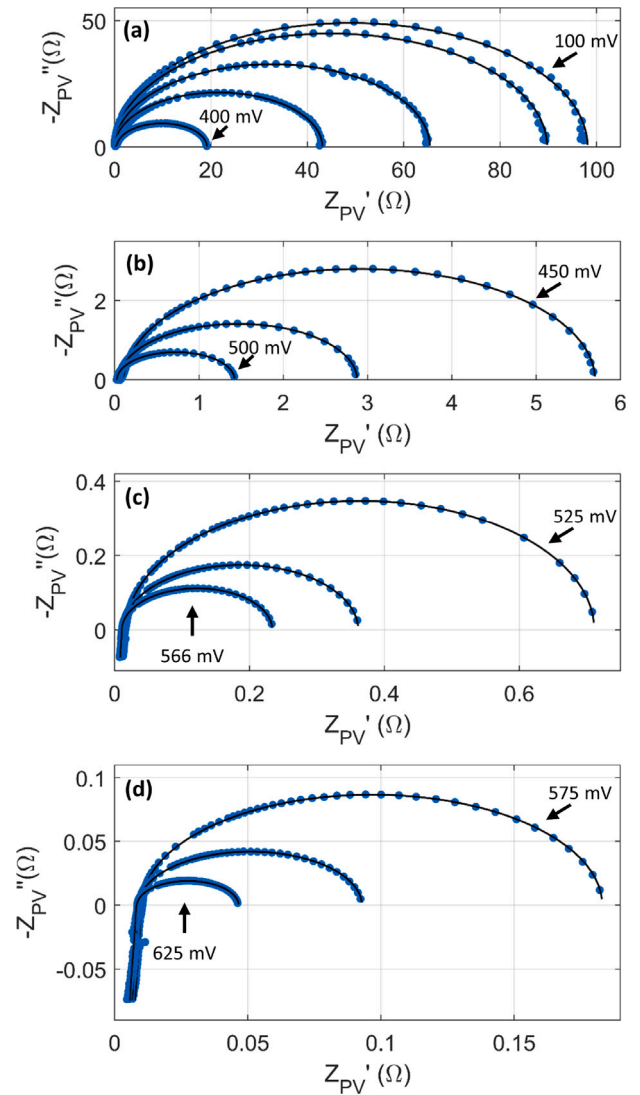 (a)
50
0
-Z_PV''(Ω)
100 mV
400 mV
0 20 40 60 80 100
Z_PV' (Ω)
(b)
2
0
-Z_PV''(Ω)
450 mV
500 mV
0 1 2 3 4 5 6
Z_PV' (Ω)
(c)
0.4
0.2
0
-Z_PV''(Ω)
525 mV
566 mV
0 0.2 0.4 0.6
Z_PV' (Ω)
(d)
0.1
0.05
0
-0.05
-Z_PV''(Ω)
575 mV
625 mV
0 0.05 0.1 0.15
Z_PV' (Ω)